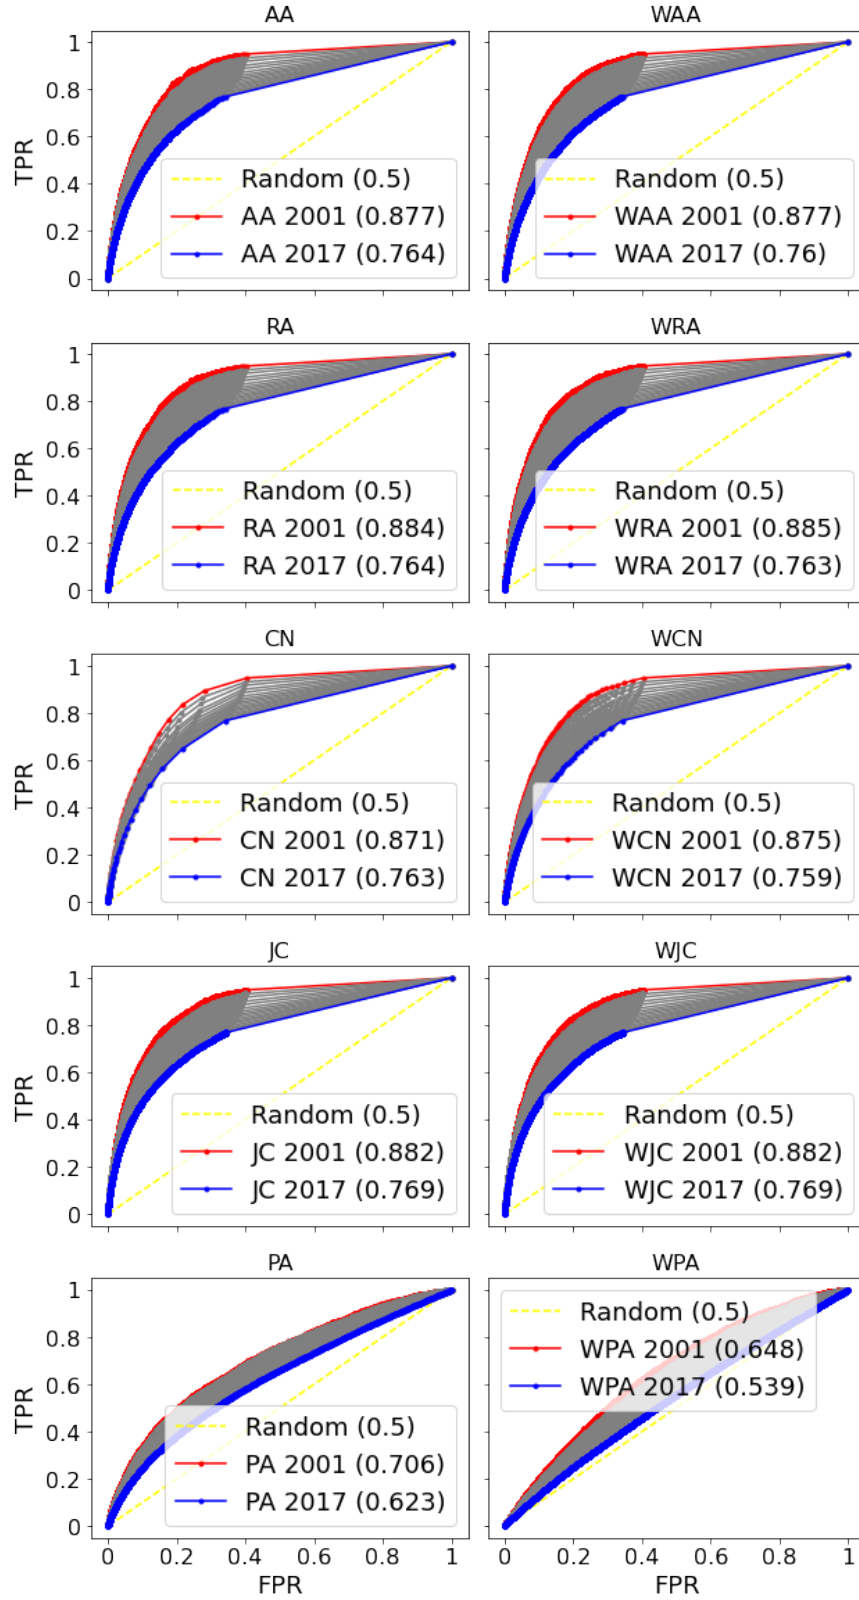 AA
TPR
1
0.8
0.6
0.4
0.2
0
Random (0.5)
AA 2001 (0.877)
AA 2017 (0.764)
WAA
Random (0.5)
WAA 2001 (0.877)
WAA 2017 (0.76)
RA
TPR
1
0.8
0.6
0.4
0.2
0
Random (0.5)
RA 2001 (0.884)
RA 2017 (0.764)
WRA
Random (0.5)
WRA 2001 (0.885)
WRA 2017 (0.763)
CN
TPR
1
0.8
0.6
0.4
0.2
0
Random (0.5)
CN 2001 (0.871)
CN 2017 (0.763)
WCN
Random (0.5)
WCN 2001 (0.875)
WCN 2017 (0.759)
JC
TPR
1
0.8
0.6
0.4
0.2
0
Random (0.5)
JC 2001 (0.882)
JC 2017 (0.769)
WJC
Random (0.5)
WJC 2001 (0.882)
WJC 2017 (0.769)
PA
TPR
1
0.8
0.6
0.4
0.2
0
Random (0.5)
PA 2001 (0.706)
PA 2017 (0.623)
0 0.2 0.4 0.6 0.8 1
FPR
WPA
Random (0.5)
WPA 2001 (0.648)
WPA 2017 (0.539)
0 0.2 0.4 0.6 0.8 1
FPR